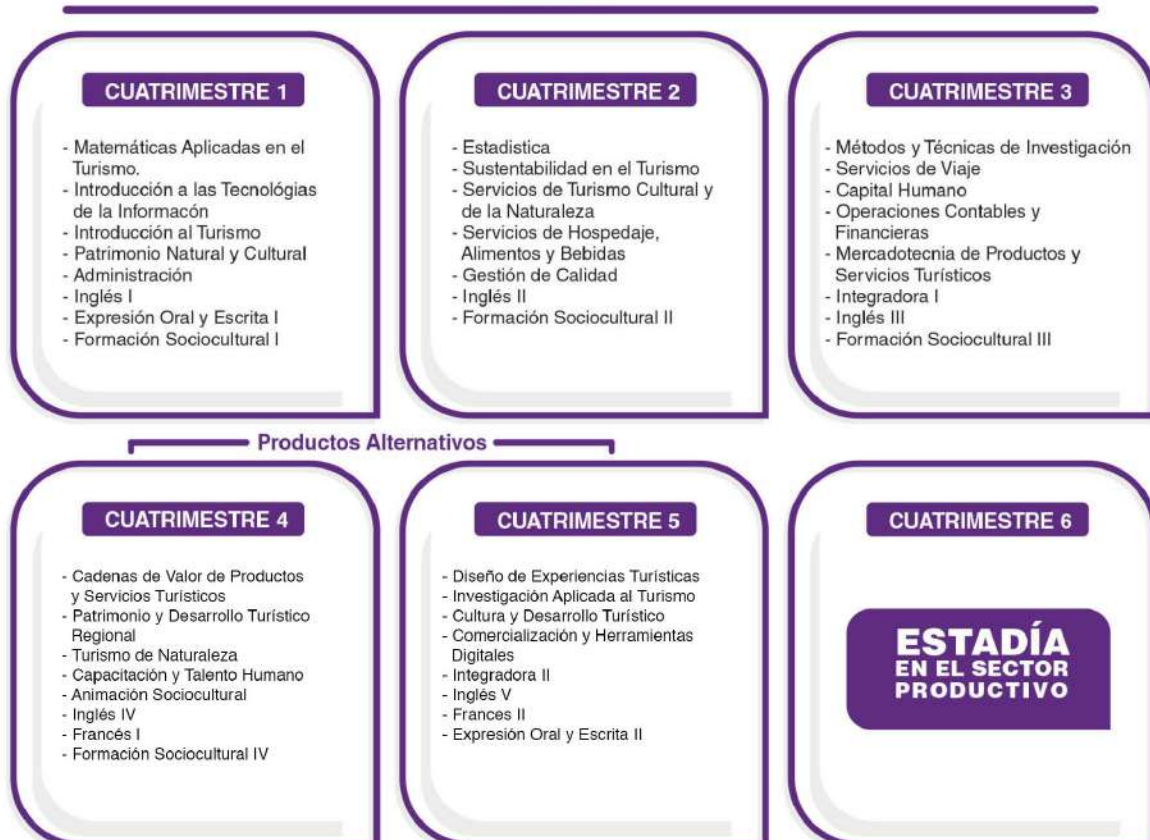 CUATRIMESTRE 1
- Matemáticas Aplicadas en el
Turismo.
- Introducción a las Tecnológias
de la Informacón
- Introducción al Turismo
- Patrimonio Natural y Cultural
- Administración
- Inglés I
- Expresión Oral y Escrita I
- Formación Sociocultural I
CUATRIMESTRE 2
- Estadistica
- Sustentabilidad en el Turismo
- Servicios de Turismo Cultural y
de la Naturaleza
- Servicios de Hospedaje,
Alimentos y Bebidas
- Gestión de Calidad
- Inglés II
- Formación Sociocultural II
CUATRIMESTRE 3
- Métodos y Técnicas de Investigación
- Servicios de Viaje
- Capital Humano
- Operaciones Contables y
Financieras
- Mercadotecnia de Productos y
Servicios Turísticos
- Integradora I
- Inglés III
- Formación Sociocultural III
Productos Alternativos
CUATRIMESTRE 4
- Cadenas de Valor de Productos
y Servicios Turísticos
- Patrimonio y Desarrollo Turístico
Regional
- Turismo de Naturaleza
- Capacitación y Talento Humano
- Animación Sociocultural
- Inglés IV
- Francés I
- Formación Sociocultural IV
CUATRIMESTRE 5
- Diseño de Experiencias Turísticas
- Investigación Aplicada al Turismo
- Cultura y Desarrollo Turístico
- Comercialización y Herramientas
Digitales
- Integradora II
- Inglés V
- Frances II
- Expresión Oral y Escrita II
CUATRIMESTRE 6
ESTADÍA
EN EL SECTOR
PRODUCTIVO